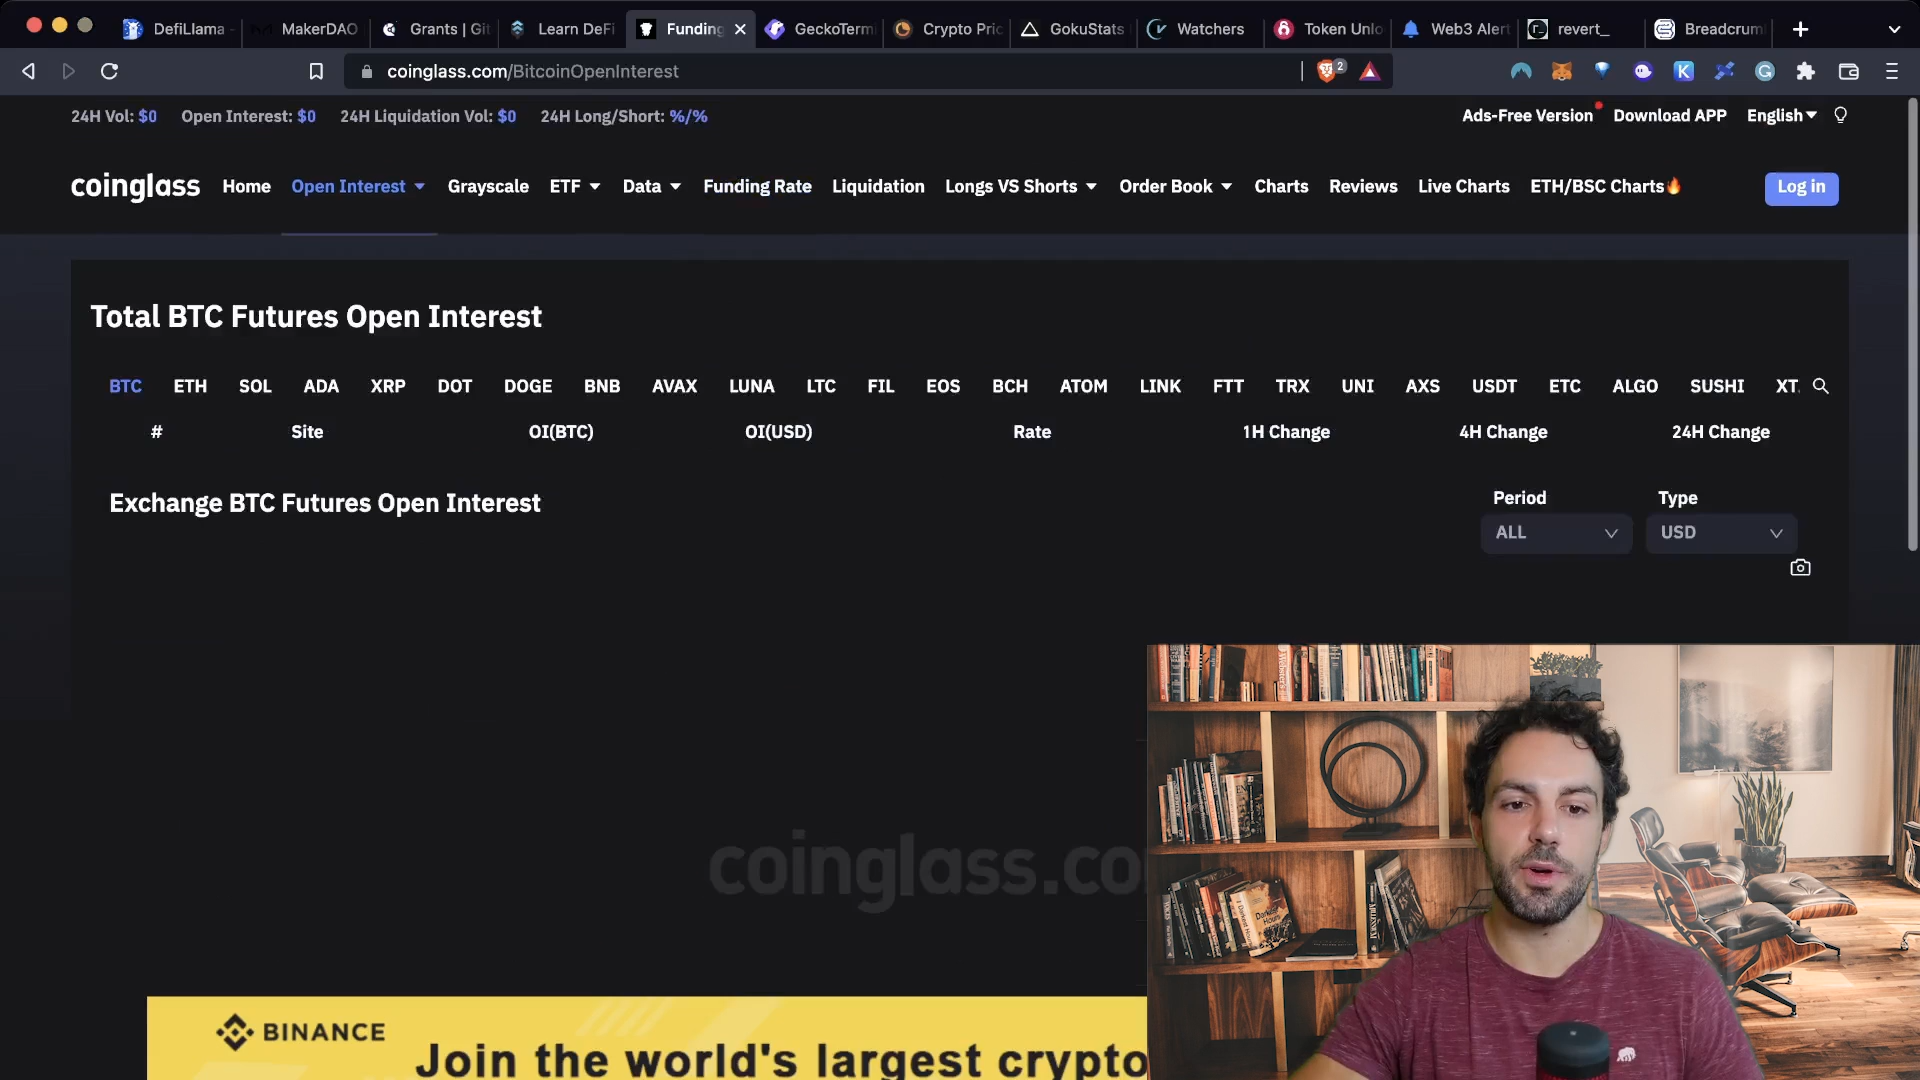 DefiLlama
MakerDAO
Grants | Gi
Learn DeFi
Funding
GeckoTerm
Crypto Pric
GokuStats
Watchers
Token Unlo
Web3 Aler
revert_
Breadcrum
coinglass.com/BitcoinOpenInterest
2
24H Vol: $0 Open Interest: $0 24H Liquidation Vol: $0 24H Long/Short: %/%
Ads-Free Version Download APP English
coinglass Home Open Interest Grayscale ETF Data Funding Rate Liquidation Longs VS Shorts Order Book Charts Reviews Live Charts ETH/BSC Charts🔥 Log in
Total BTC Futures Open Interest
BTC ETH SOL ADA XRP DOT DOGE BNB AVAX LUNA LTC FIL EOS BCH ATOM LINK FTT TRX UNI AXS USDT ETC ALGO SUSHI XT
# Site OI(BTC) OI(USD) Rate 1H Change 4H Change 24H Change
Exchange BTC Futures Open Interest
Period Type
ALL USD
coinglass.co
BINANCE
Join the world's largest crypto